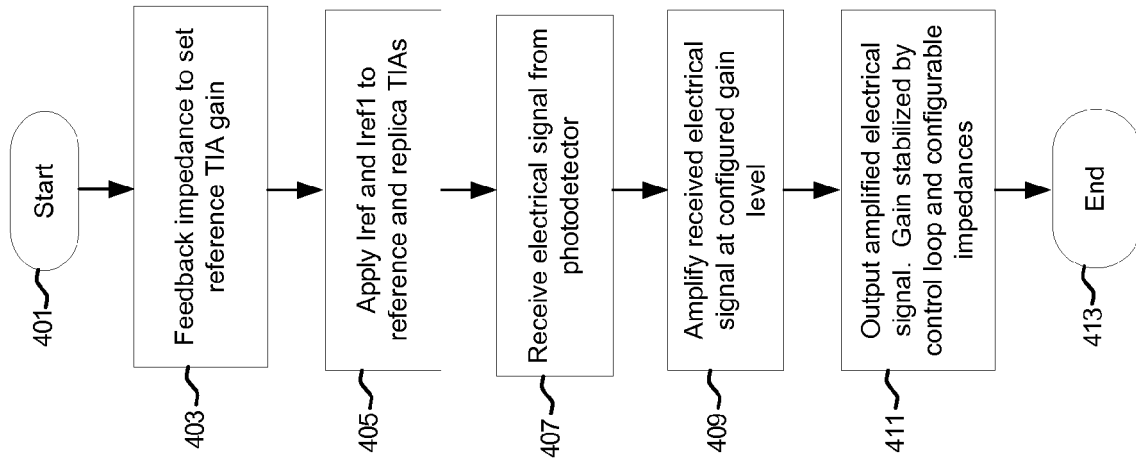 Start
401
Feedback impedance to set
reference TIA gain
403
Apply Iref and Iref1 to
reference and replica TIAs
405
Receive electrical signal from
photodetector
407
Amplify received electrical
signal at configured gain
level
409
Output amplified electrical
signal. Gain stabilized by
control loop and configurable
impedances
411
End
413